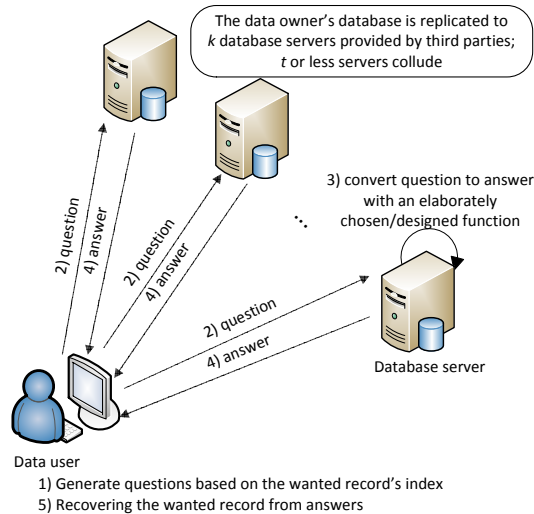 The data owner's database is replicated to
k database servers provided by third parties;
t or less servers collude
3) convert question to answer
with an elaborately
chosen/designed function
...
2) question
4) answer
2) question
4) answer
2) question
4) answer
Database server
Data user
1) Generate questions based on the wanted record's index
5) Recovering the wanted record from answers